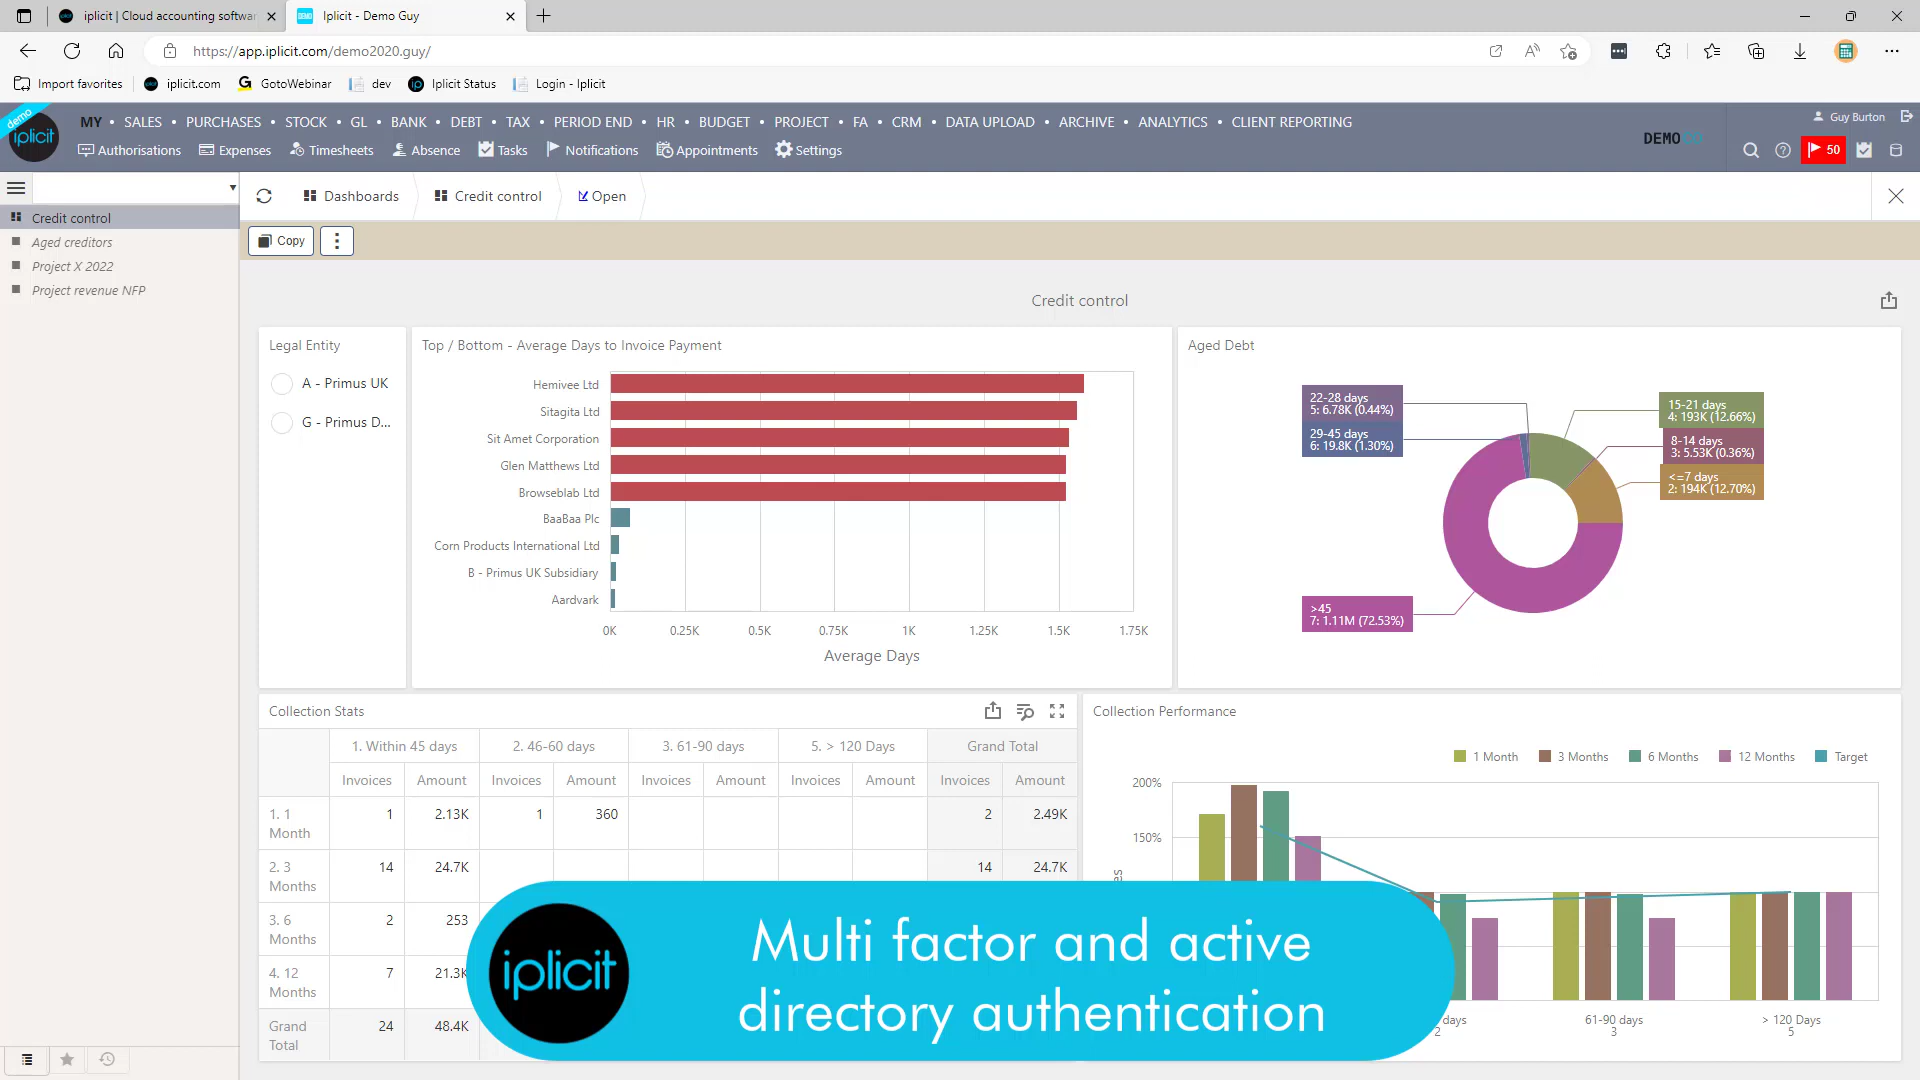 iplicit | Cloud accounting softwar
Iplicit - Demo Guy
https://app.iplicit.com/demo2020.guy/
Import favorites
iplicit.com
GotoWebinar
dev
Iplicit Status
Login - Iplicit
demo
iplicit
MY • SALES • PURCHASES • STOCK • GL • BANK • DEBT • TAX • PERIOD END • HR • BUDGET • PROJECT • FA • CRM • DATA UPLOAD • ARCHIVE • ANALYTICS • CLIENT REPORTING
Guy Burton
Authorisations
Expenses
Timesheets
Absence
Tasks
Notifications
Appointments
Settings
DEMOCO
50
Dashboards
Credit control
Open
Credit control
Aged creditors
Project X 2022
Project revenue NFP
Copy
Credit control
Legal Entity
A - Primus UK
G - Primus D...
Top / Bottom - Average Days to Invoice Payment
Hemivee Ltd
Sitagita Ltd
Sit Amet Corporation
Glen Matthews Ltd
Browseblab Ltd
BaaBaa Plc
Corn Products International Ltd
B - Primus UK Subsidiary
Aardvark
0K 0.25K 0.5K 0.75K 1K 1.25K 1.5K 1.75K
Average Days
Aged Debt
22-28 days
5: 6.78K (0.44%)
29-45 days
6: 19.8K (1.30%)
15-21 days
4: 193K (12.66%)
8-14 days
3: 5.53K (0.36%)
<=7 days
2: 194K (12.70%)
>45
7: 1.11M (72.53%)
Collection Stats
1. Within 45 days 2. 46-60 days 3. 61-90 days 5. > 120 Days Grand Total
Invoices Amount Invoices Amount Invoices Amount Invoices Amount Invoices Amount
1. 1 Month 1 2.13K 1 360 2 2.49K
2. 3 Months 14 24.7K 14 24.7K
3. 6 Months 2 253
4. 12 Months 7 21.3K
Grand Total 24 48.4K
Collection Performance
1 Month 3 Months 6 Months 12 Months Target
200%
150%
days
2
61-90 days
3
> 120 Days
5
iplicit
Multi factor and active
directory authentication